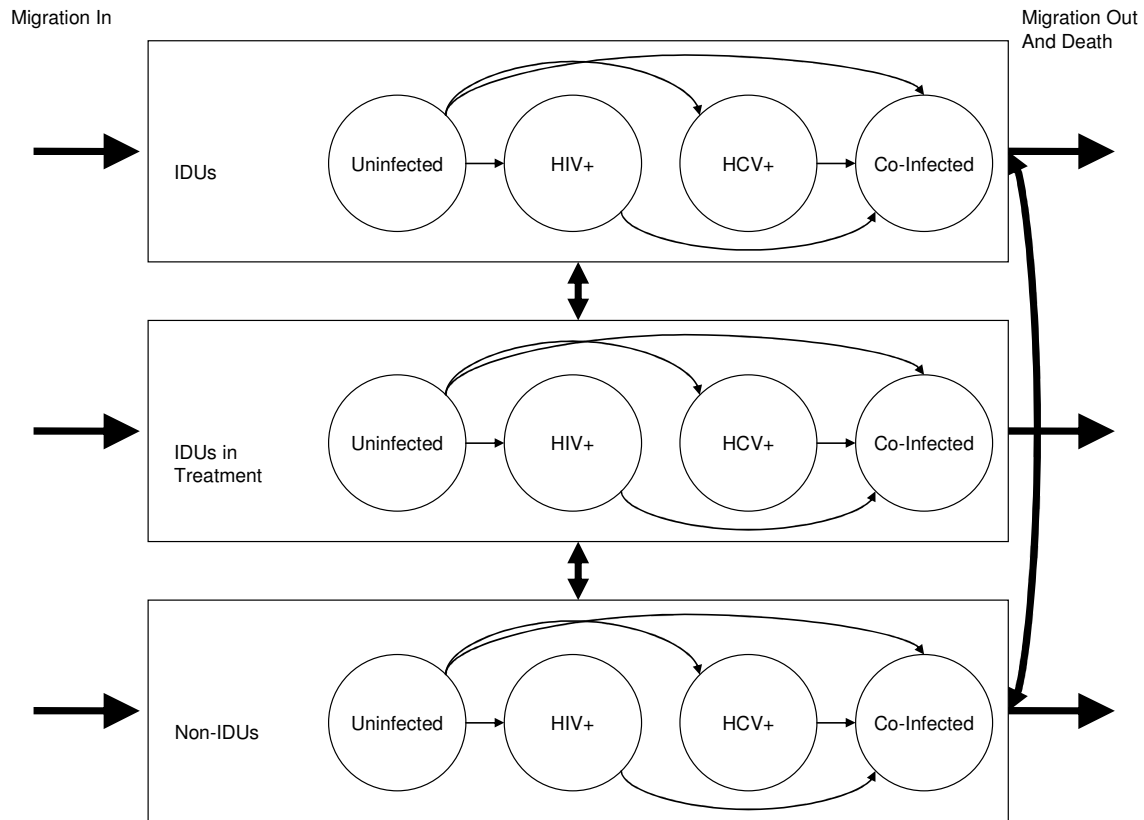 Migration In
Migration Out
And Death
IDUs
Uninfected
HIV+
HCV+
Co-Infected
IDUs in
Treatment
Uninfected
HIV+
HCV+
Co-Infected
Non-IDUs
Uninfected
HIV+
HCV+
Co-Infected